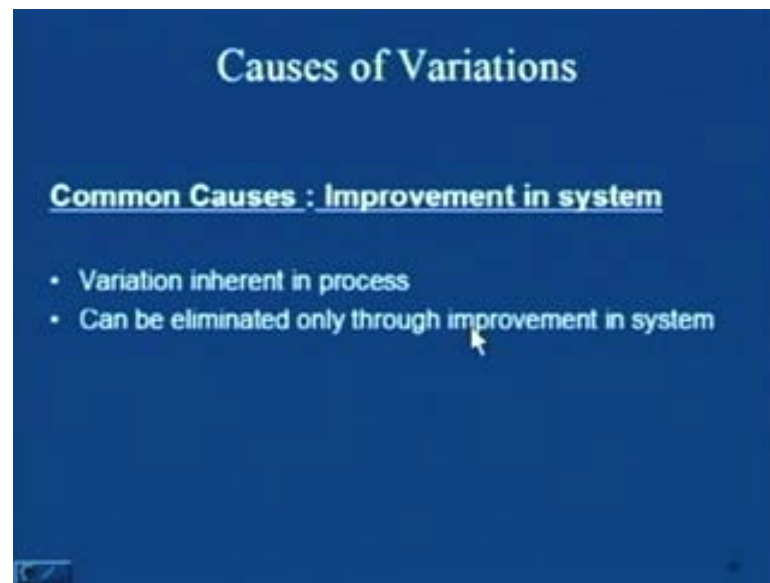 Causes of Variations
Common Causes : Improvement in system
• Variation inherent in process
• Can be eliminated only through improvement in system